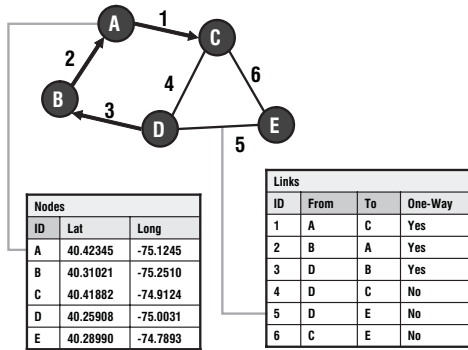 A
1
C
2
4
6
B
3
D
E
5
Nodes
ID Lat Long
A 40.42345 -75.1245
B 40.31021 -75.2510
C 40.41882 -74.9124
D 40.25908 -75.0031
E 40.28990 -74.7893
Links
ID From To One-Way
1 A C Yes
2 B A Yes
3 D B Yes
4 D C No
5 D E No
6 C E No